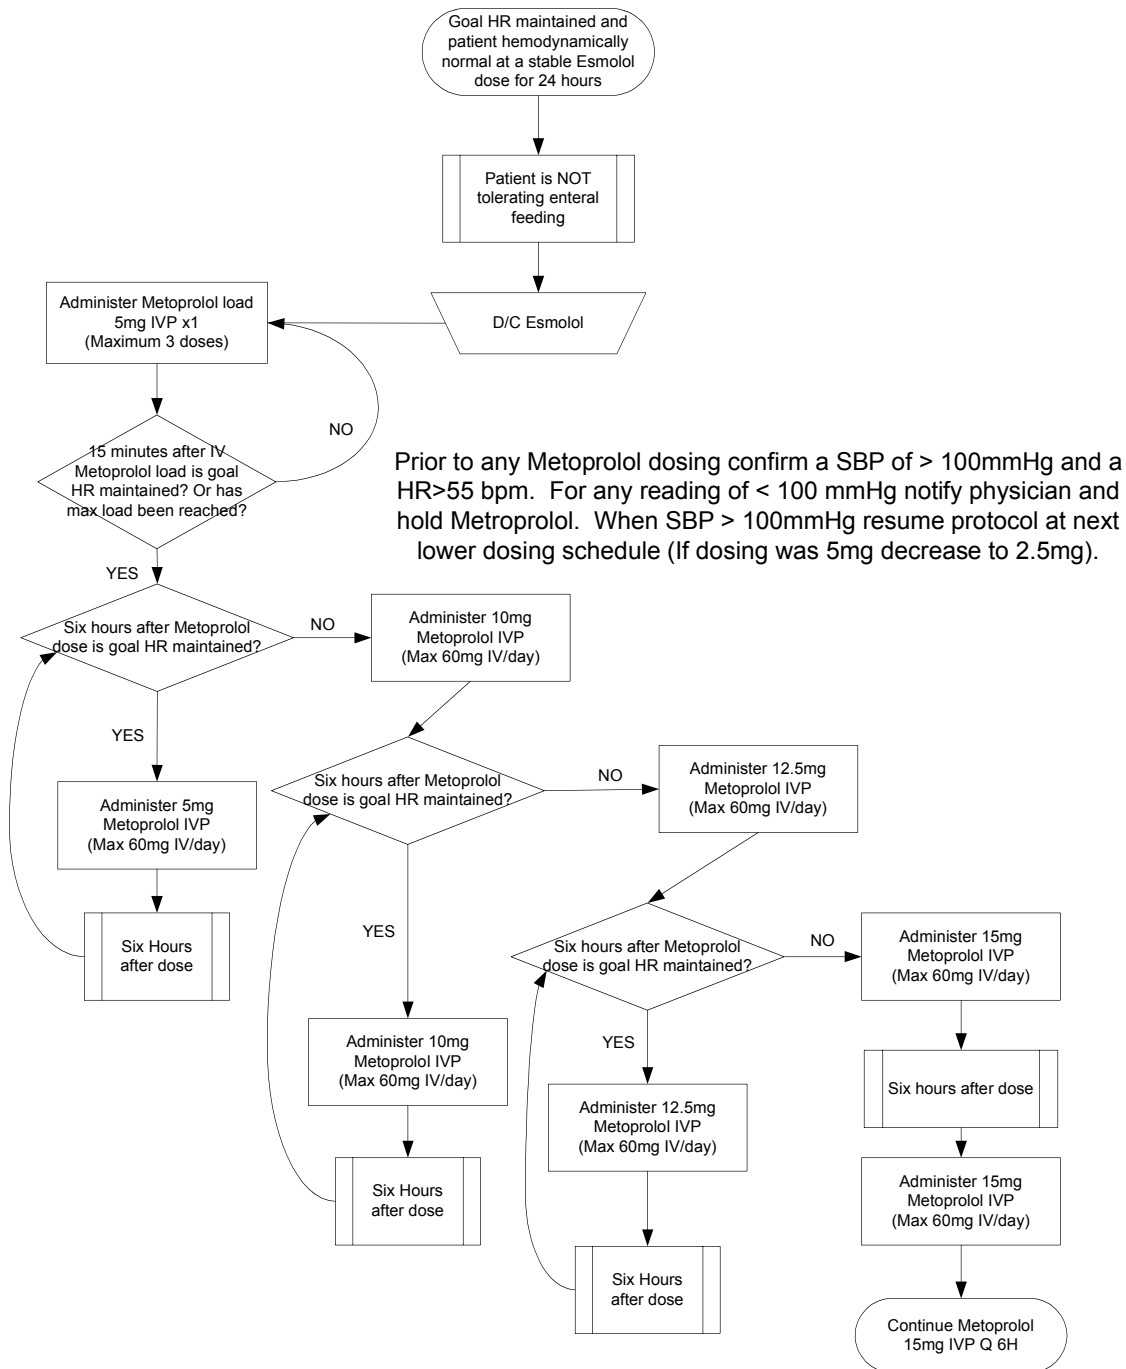 Goal HR maintained and
patient hemodynamically
normal at a stable Esmolol
dose for 24 hours
Patient is NOT
tolerating enteral
feeding
D/C Esmolol
Administer Metoprolol load
5mg IVP x1
(Maximum 3 doses)
15 minutes after IV
Metoprolol load is goal
HR maintained? Or has
max load been reached?
NO
YES
Prior to any Metoprolol dosing confirm a SBP of > 100mmHg and a
HR>55 bpm.  For any reading of < 100 mmHg notify physician and
hold Metroprolol.  When SBP > 100mmHg resume protocol at next
lower dosing schedule (If dosing was 5mg decrease to 2.5mg).
Six hours after Metoprolol
dose is goal HR maintained?
NO
YES
Administer 5mg
Metoprolol IVP
(Max 60mg IV/day)
Six Hours
after dose
Administer 10mg
Metoprolol IVP
(Max 60mg IV/day)
Six hours after Metoprolol
dose is goal HR maintained?
NO
YES
Administer 10mg
Metoprolol IVP
(Max 60mg IV/day)
Six Hours
after dose
Administer 12.5mg
Metoprolol IVP
(Max 60mg IV/day)
Six hours after Metoprolol
dose is goal HR maintained?
NO
YES
Administer 12.5mg
Metoprolol IVP
(Max 60mg IV/day)
Six Hours
after dose
Administer 15mg
Metoprolol IVP
(Max 60mg IV/day)
Six hours after dose
Administer 15mg
Metoprolol IVP
(Max 60mg IV/day)
Continue Metoprolol
15mg IVP Q 6H